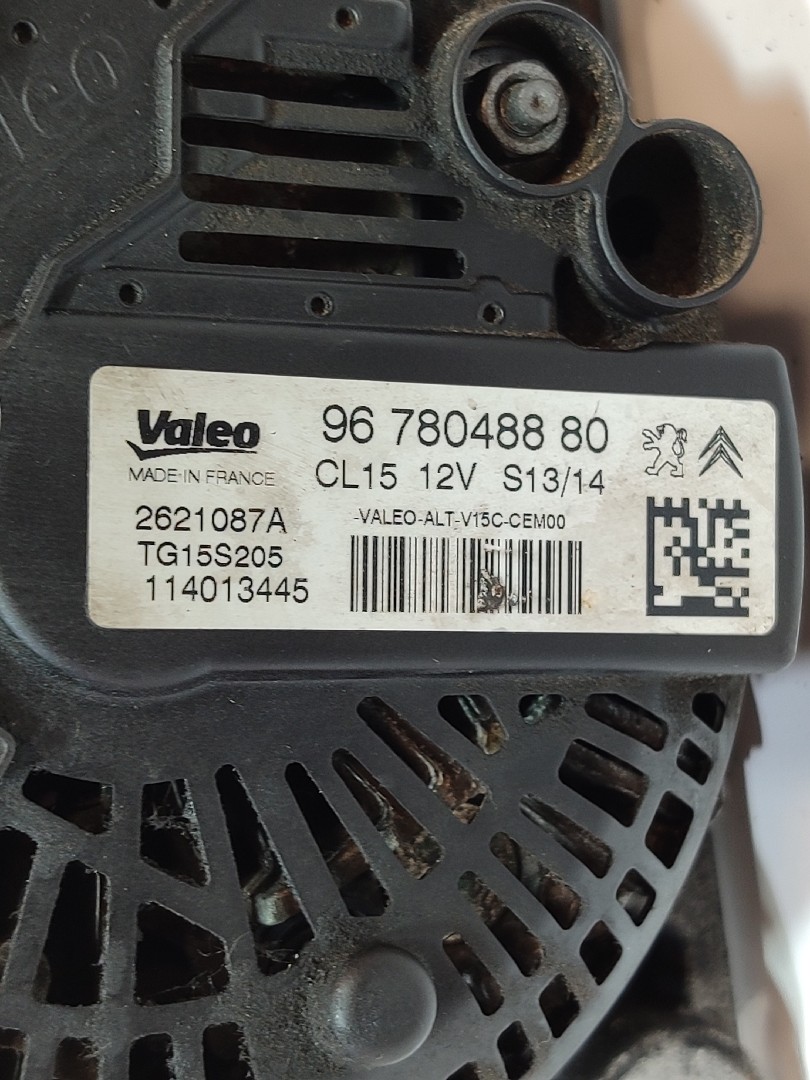 Valeo
MADE IN FRANCE
96 780488 80
CL15 12V S13/14
2621087A
TG15S205
114013445
-VALEO-ALT-V15C-CEM00